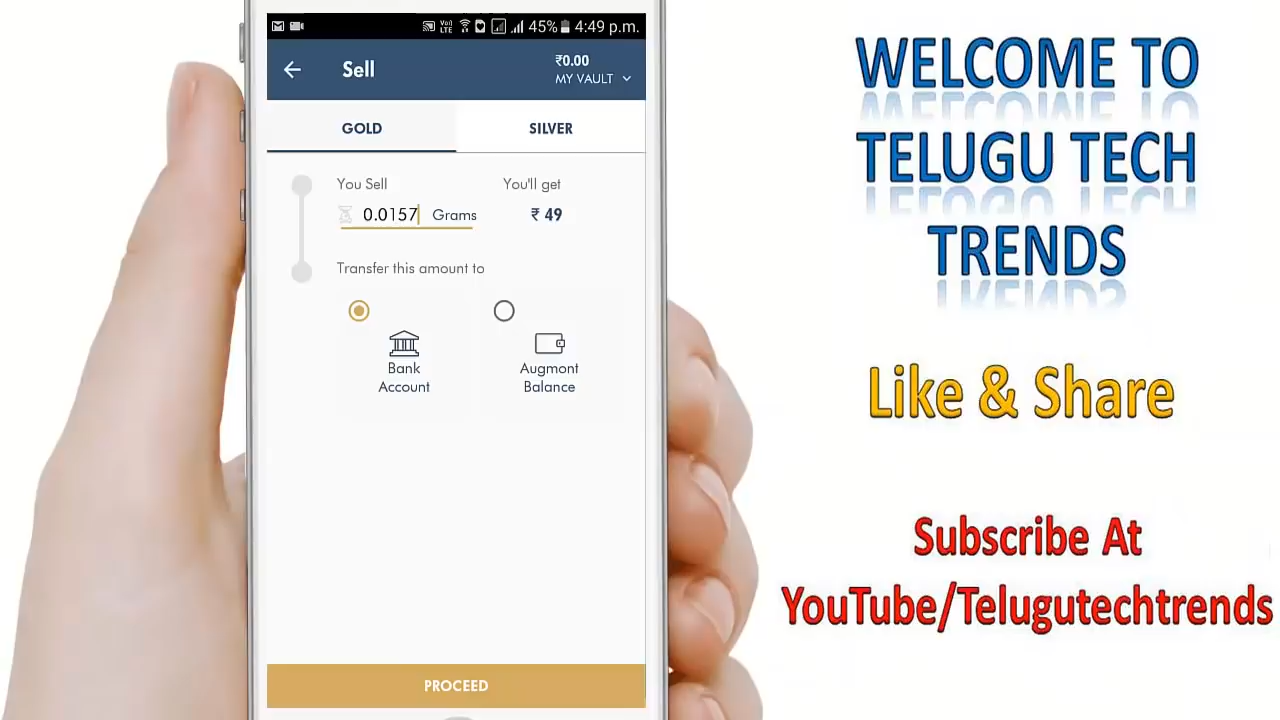 VoI
LTE
45%
4:49 p.m.
Sell
₹0.00
MY VAULT
GOLD
SILVER
You Sell
You'll get
0.0157 Grams
₹ 49
Transfer this amount to
Bank
Account
Augmont
Balance
PROCEED
WELCOME TO
TELUGU TECH
TRENDS
Like & Share
Subscribe At
YouTube/Telugutechtrends